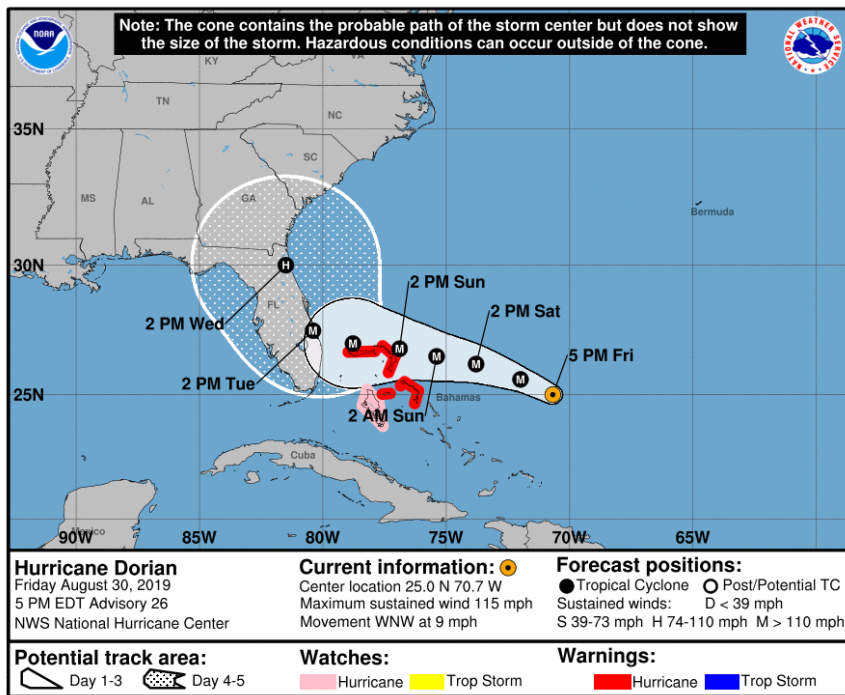 Note: The cone contains the probable path of the storm center but does not show
the size of the storm. Hazardous conditions can occur outside of the cone.
NOAA
NATIONAL WEATHER SERVICE
KY
VA
TN
NC
35N
SC
MS
AL
GA
Bermuda
30N
H
2 PM Sun
FL
2 PM Wed
2 PM Sat
M
M
M
M
M
M
5 PM Fri
2 PM Tue
25N
Bahamas
2 AM Sun
Cuba
Mexico
90W
85W
80W
75W
70W
65W
Hurricane Dorian
Friday August 30, 2019
5 PM EDT Advisory 26
NWS National Hurricane Center
Current information:
Center location 25.0 N 70.7 W
Maximum sustained wind 115 mph
Movement WNW at 9 mph
Forecast positions:
Tropical Cyclone Post/Potential TC
Sustained winds: D < 39 mph
S 39-73 mph H 74-110 mph M > 110 mph
Potential track area:
Day 1-3 Day 4-5
Watches:
Hurricane Trop Storm
Warnings:
Hurricane Trop Storm